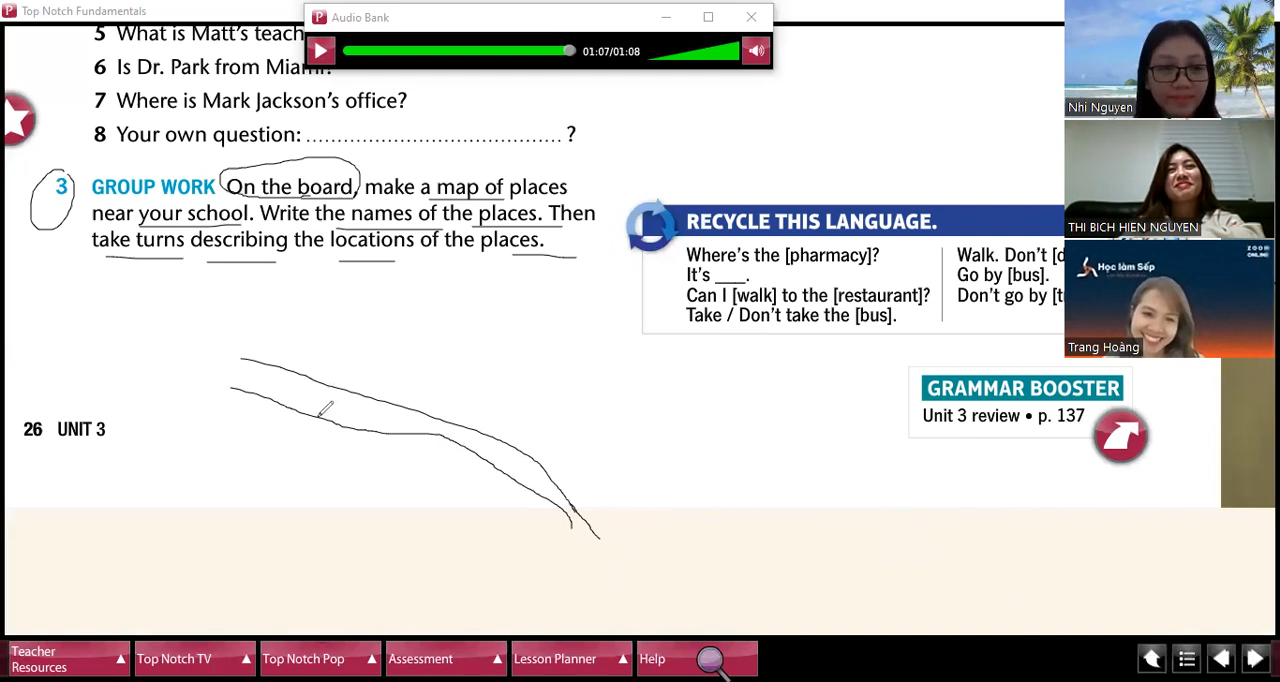 Top Notch Fundamentals
Audio Bank
01:07/01:08
5 What is Matt's teach
6 Is Dr. Park from Miami?
7 Where is Mark Jackson's office?
8 Your own question: ........................................ ?
3 GROUP WORK On the board, make a map of places
near your school. Write the names of the places. Then
take turns describing the locations of the places.
RECYCLE THIS LANGUAGE.
Where's the [pharmacy]?
It's ___.
Can I [walk] to the [restaurant]?
Take / Don't take the [bus].
Walk. Don't [d
Go by [bus].
Don't go by [t
GRAMMAR BOOSTER
Unit 3 review • p. 137
26 UNIT 3
Nhi Nguyen
THI BICH HIEN NGUYEN
Học làm Sếp
ZOOM
ONLINE
Trang Hoàng
Teacher
Resources
Top Notch TV
Top Notch Pop
Assessment
Lesson Planner
Help